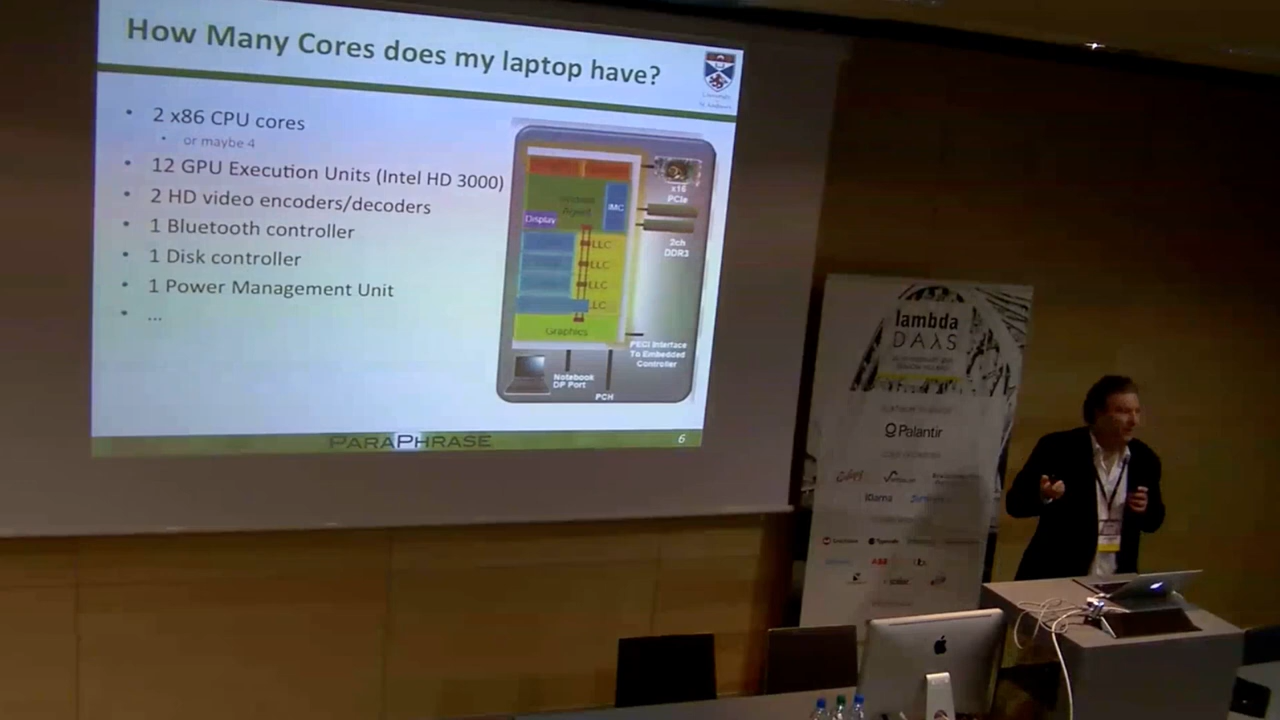 How Many Cores does my laptop have?
• 2 x86 CPU cores
• or maybe 4
• 12 GPU Execution Units (Intel HD 3000)
• 2 HD video encoders/decoders
• 1 Bluetooth controller
• 1 Disk controller
• 1 Power Management Unit
• ...
x16
PCIe
IMC
Agent
Display
2ch
DDR3
LLC
LLC
LLC
LLC
Graphics
PECI Interface
To Embedded
Controller
Notebook
DP Port
PCH
PARAPHRASE
6
lambda
DAλS
Palantir
ABB